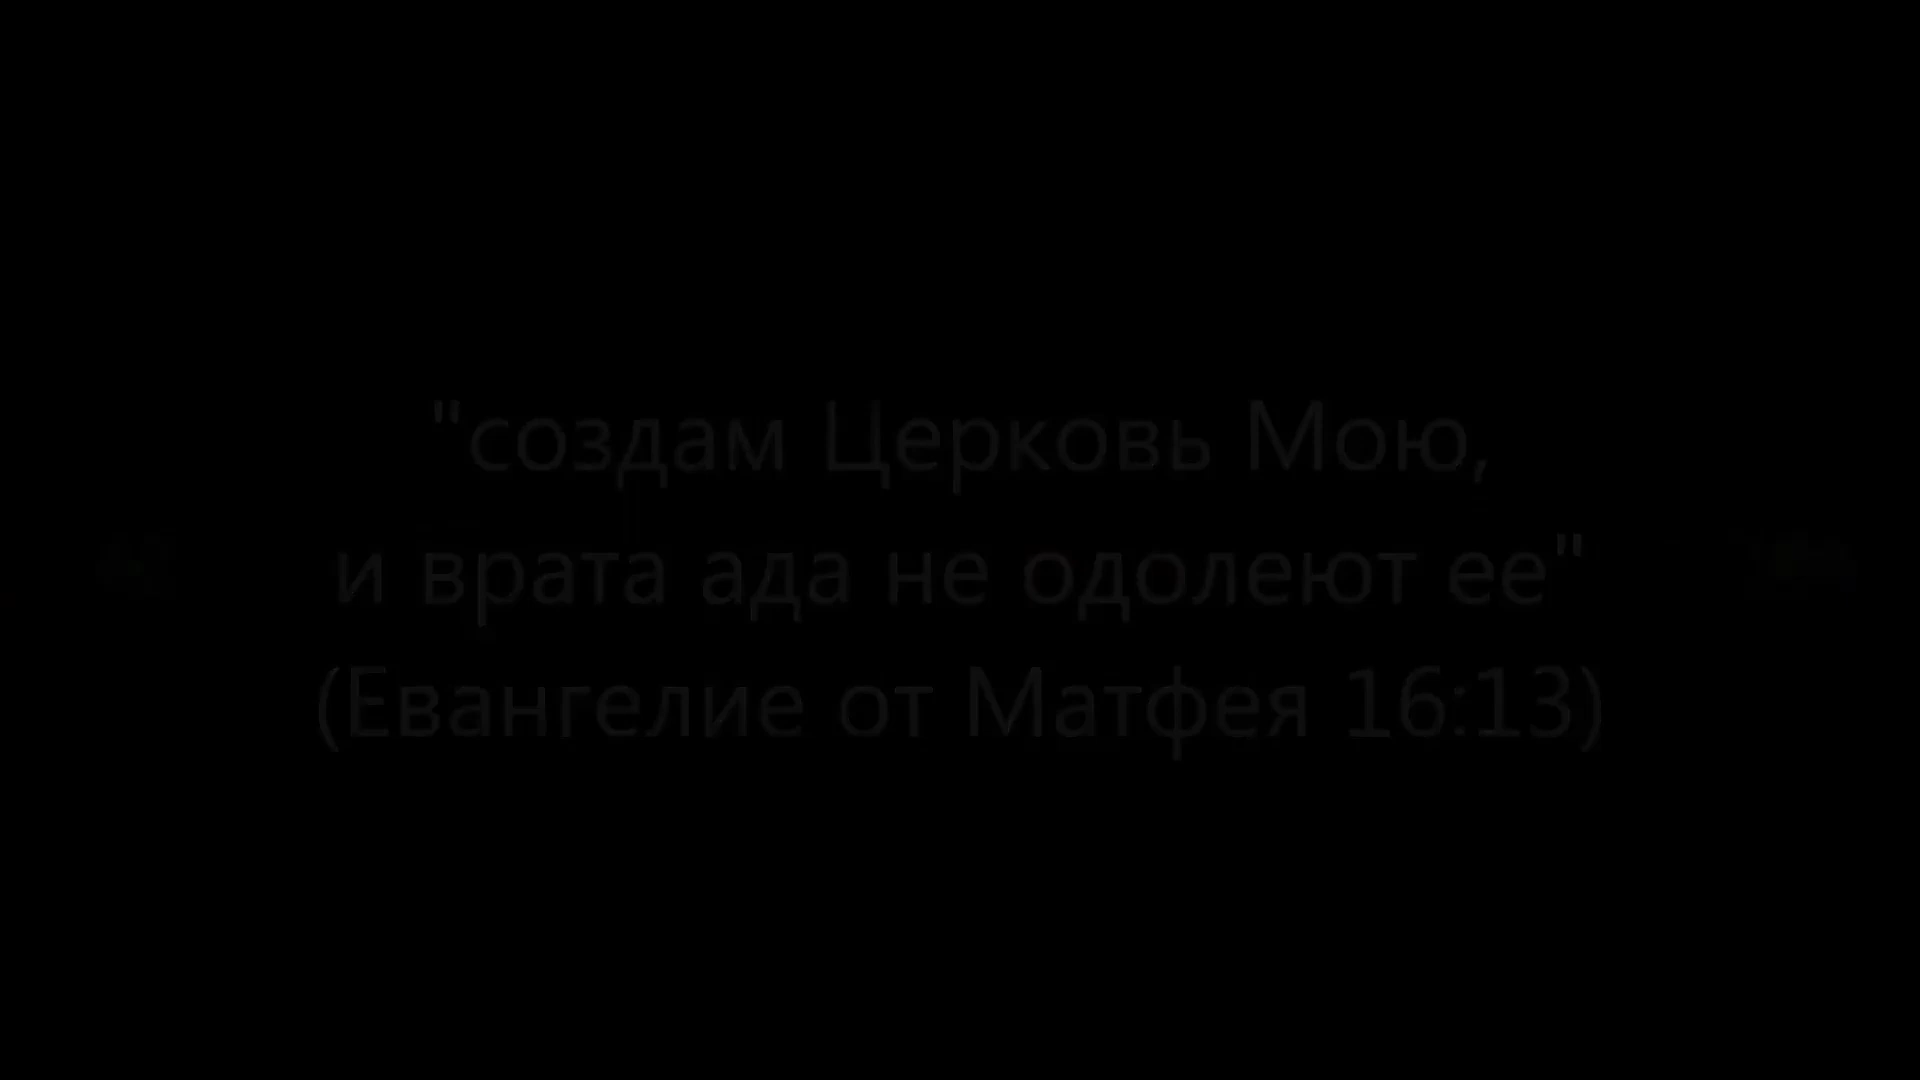 "создам Церковь Мою,
и врата ада не одолеют ее"
(Евангелие от Матфея 16:13)